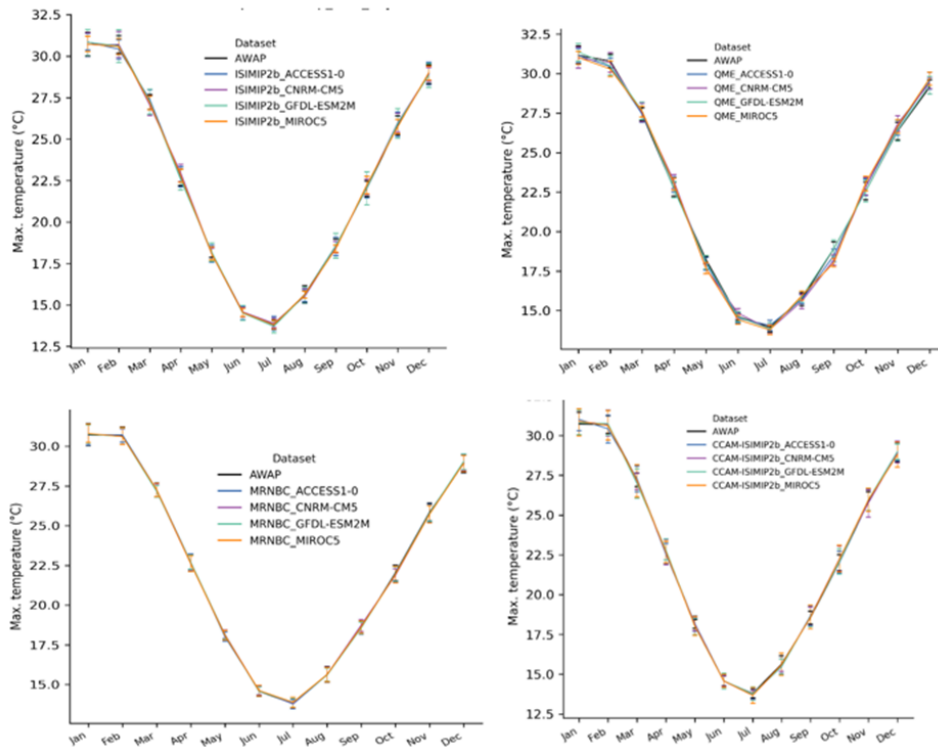 Max. temperature (°C)
32.5
30.0
27.5
25.0
22.5
20.0
17.5
15.0
12.5
Dataset
AWAP
ISIMIP2b_ACCESS1-0
ISIMIP2b_CNRM-CM5
ISIMIP2b_GFDL-ESM2M
ISIMIP2b_MIROC5
Jan Feb Mar Apr May Jun Jul Aug Sep Oct Nov Dec
Max. temperature (°C)
32.5
30.0
27.5
25.0
22.5
20.0
17.5
15.0
Dataset
AWAP
QME_ACCESS1-0
QME_CNRM-CM5
QME_GFDL-ESM2M
QME_MIROC5
Jan Feb Mar Apr May Jun Jul Aug Sep Oct Nov Dec
Max. temperature (°C)
30.0
27.5
25.0
22.5
20.0
17.5
15.0
Dataset
AWAP
MRNBC_ACCESS1-0
MRNBC_CNRM-CM5
MRNBC_GFDL-ESM2M
MRNBC_MIROC5
Jan Feb Mar Apr May Jun Jul Aug Sep Oct Nov Dec
Max. temperature (°C)
30.0
27.5
25.0
22.5
20.0
17.5
15.0
12.5
Dataset
AWAP
CCAM-ISIMIP2b_ACCESS1-0
CCAM-ISIMIP2b_CNRM-CM5
CCAM-ISIMIP2b_GFDL-ESM2M
CCAM-ISIMIP2b_MIROC5
Jan Feb Mar Apr May Jun Jul Aug Sep Oct Nov Dec